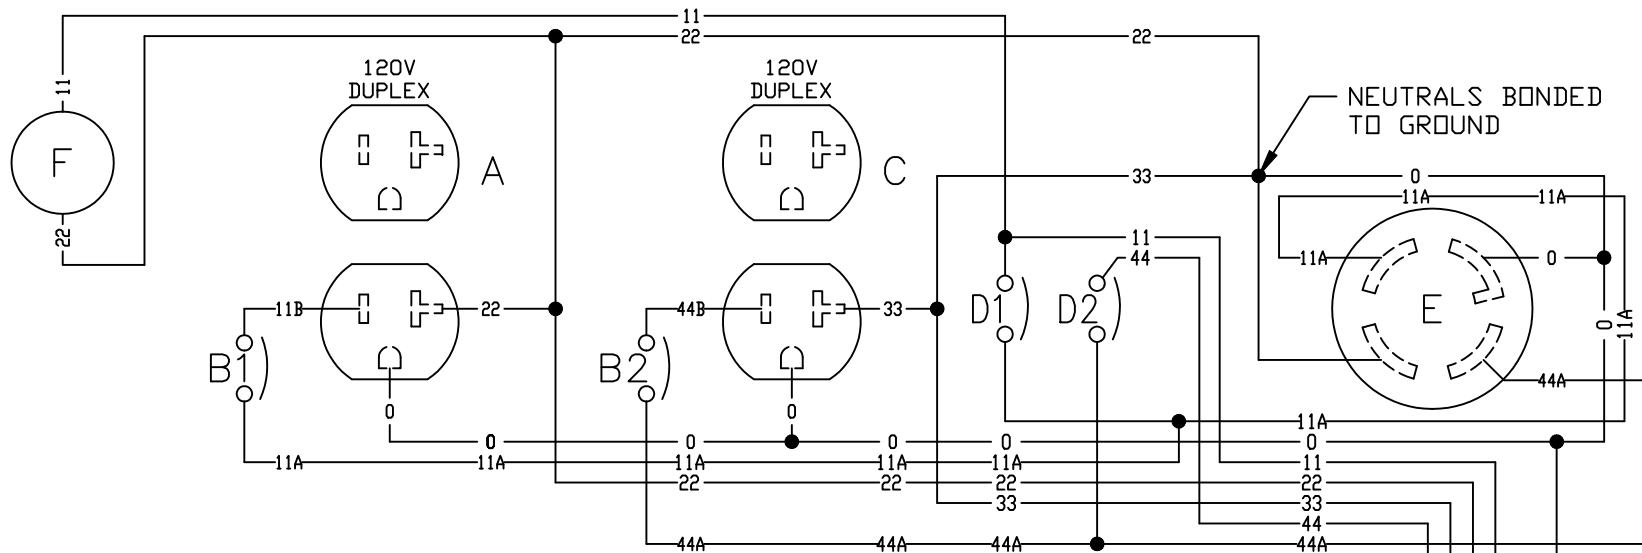 11
22
22
120V
DUPLEX
120V
DUPLEX
11
NEUTRALS BONDED
TO GROUND
F
A
C
33
0
11A
11A
22
11
44
11A
0
11B
22
44B
33
D1
D2
E
0
11A
B1
B2
44A
0
0
11A
0
0
0
0
0
11A
11A
11A
11A
11A
11
22
22
22
22
33
33
44
44A
44A
44A
44A